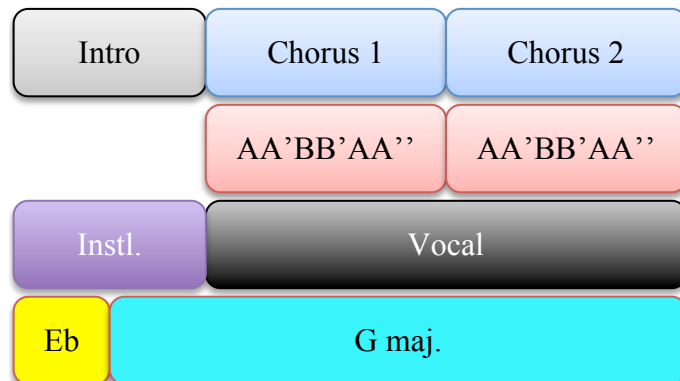 Intro Chorus 1 Chorus 2
AA’BB’AA’’ AA’BB’AA’’
Instl. Vocal
Eb G maj.